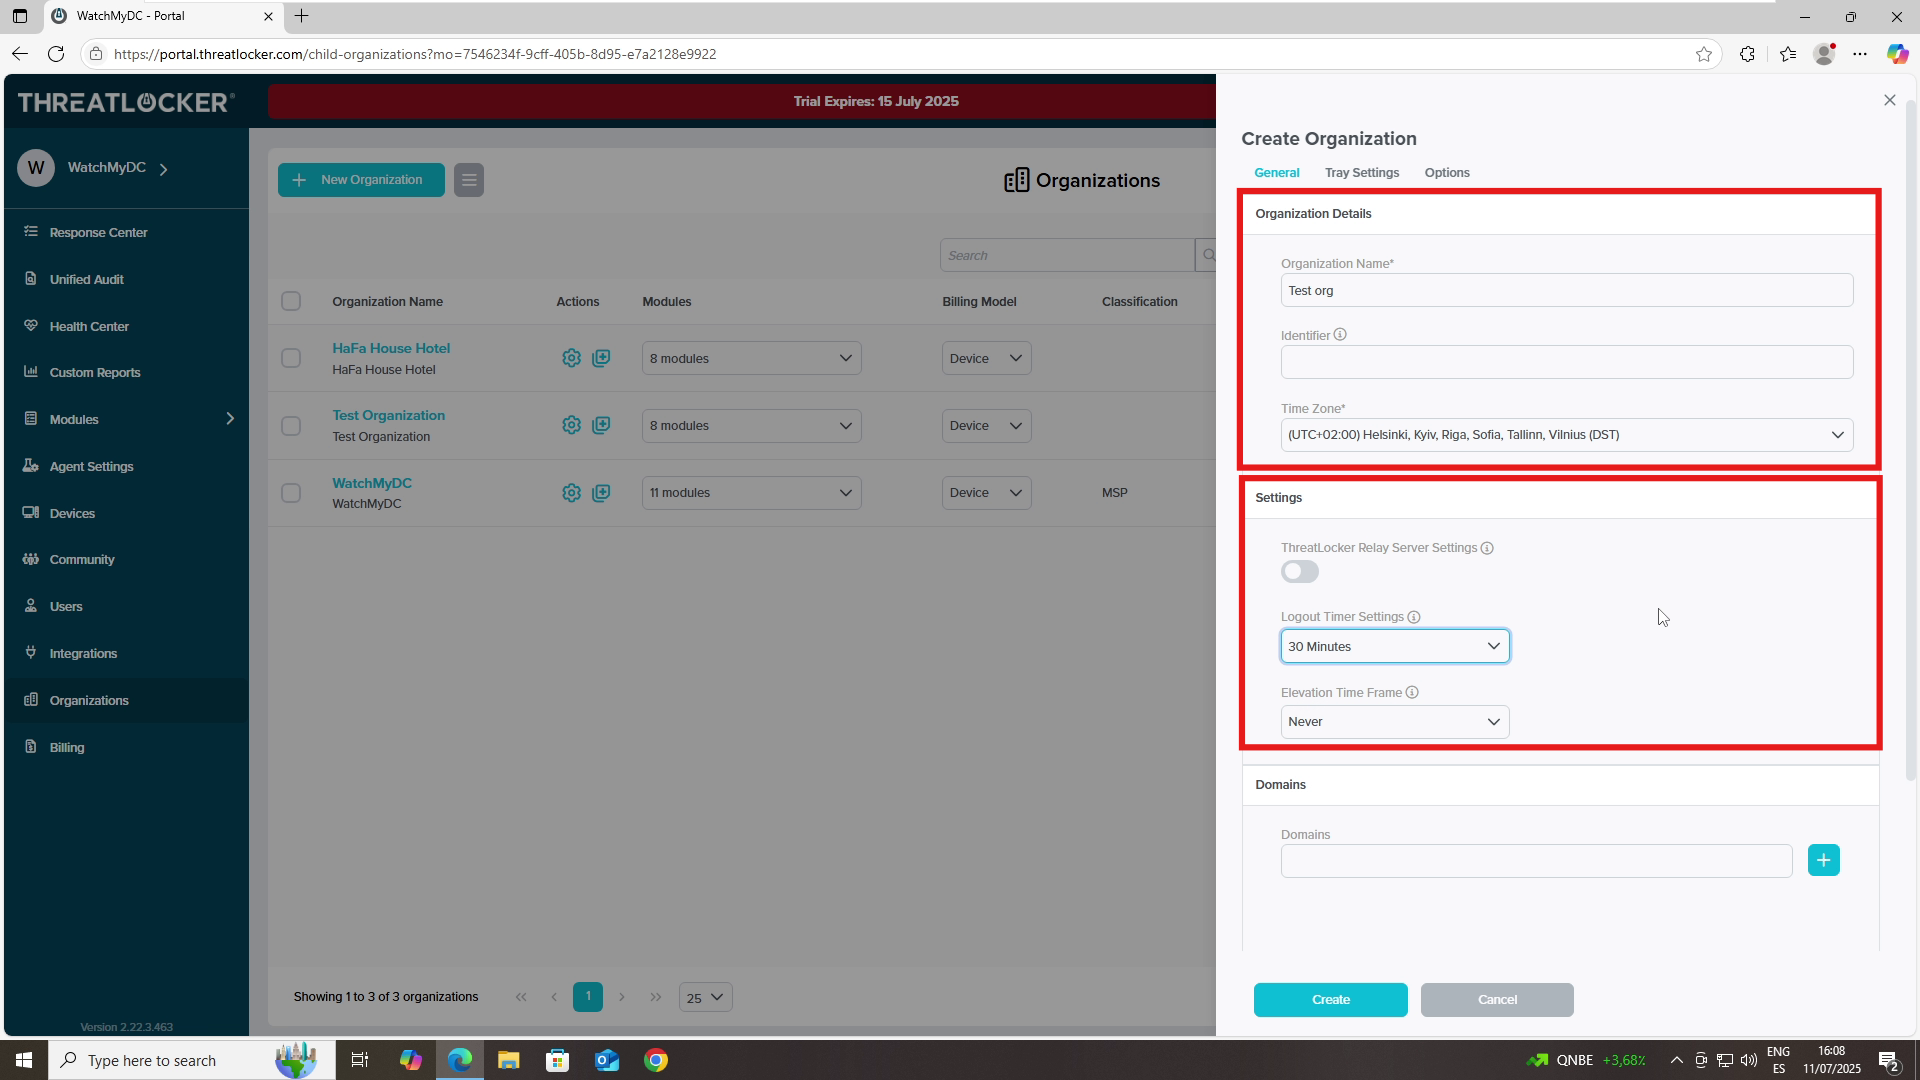 WatchMyDC - Portal
https://portal.threatlocker.com/child-organizations?mo=7546234f-9cff-405b-8d95-e7a2128e9922
THREATLOCKER®
Trial Expires: 15 July 2025
W WatchMyDC
Response Center
Unified Audit
Health Center
Custom Reports
Modules
Agent Settings
Devices
Community
Users
Integrations
Organizations
Billing
Version 2.22.3.463
New Organization
Organizations
Search
Organization Name Actions Modules Billing Model Classification
HaFa House Hotel
HaFa House Hotel
8 modules Device
Test Organization
Test Organization
8 modules Device
WatchMyDC
WatchMyDC
11 modules Device MSP
Showing 1 to 3 of 3 organizations « ‹ 1 › » 25
Create Organization
General Tray Settings Options
Organization Details
Organization Name*
Test org
Identifier
Time Zone*
(UTC+02:00) Helsinki, Kyiv, Riga, Sofia, Tallinn, Vilnius (DST)
Settings
ThreatLocker Relay Server Settings
Logout Timer Settings
30 Minutes
Elevation Time Frame
Never
Domains
Domains
Create Cancel
Type here to search
QNBE +3,68%
ENG
ES
16:08
11/07/2025
2